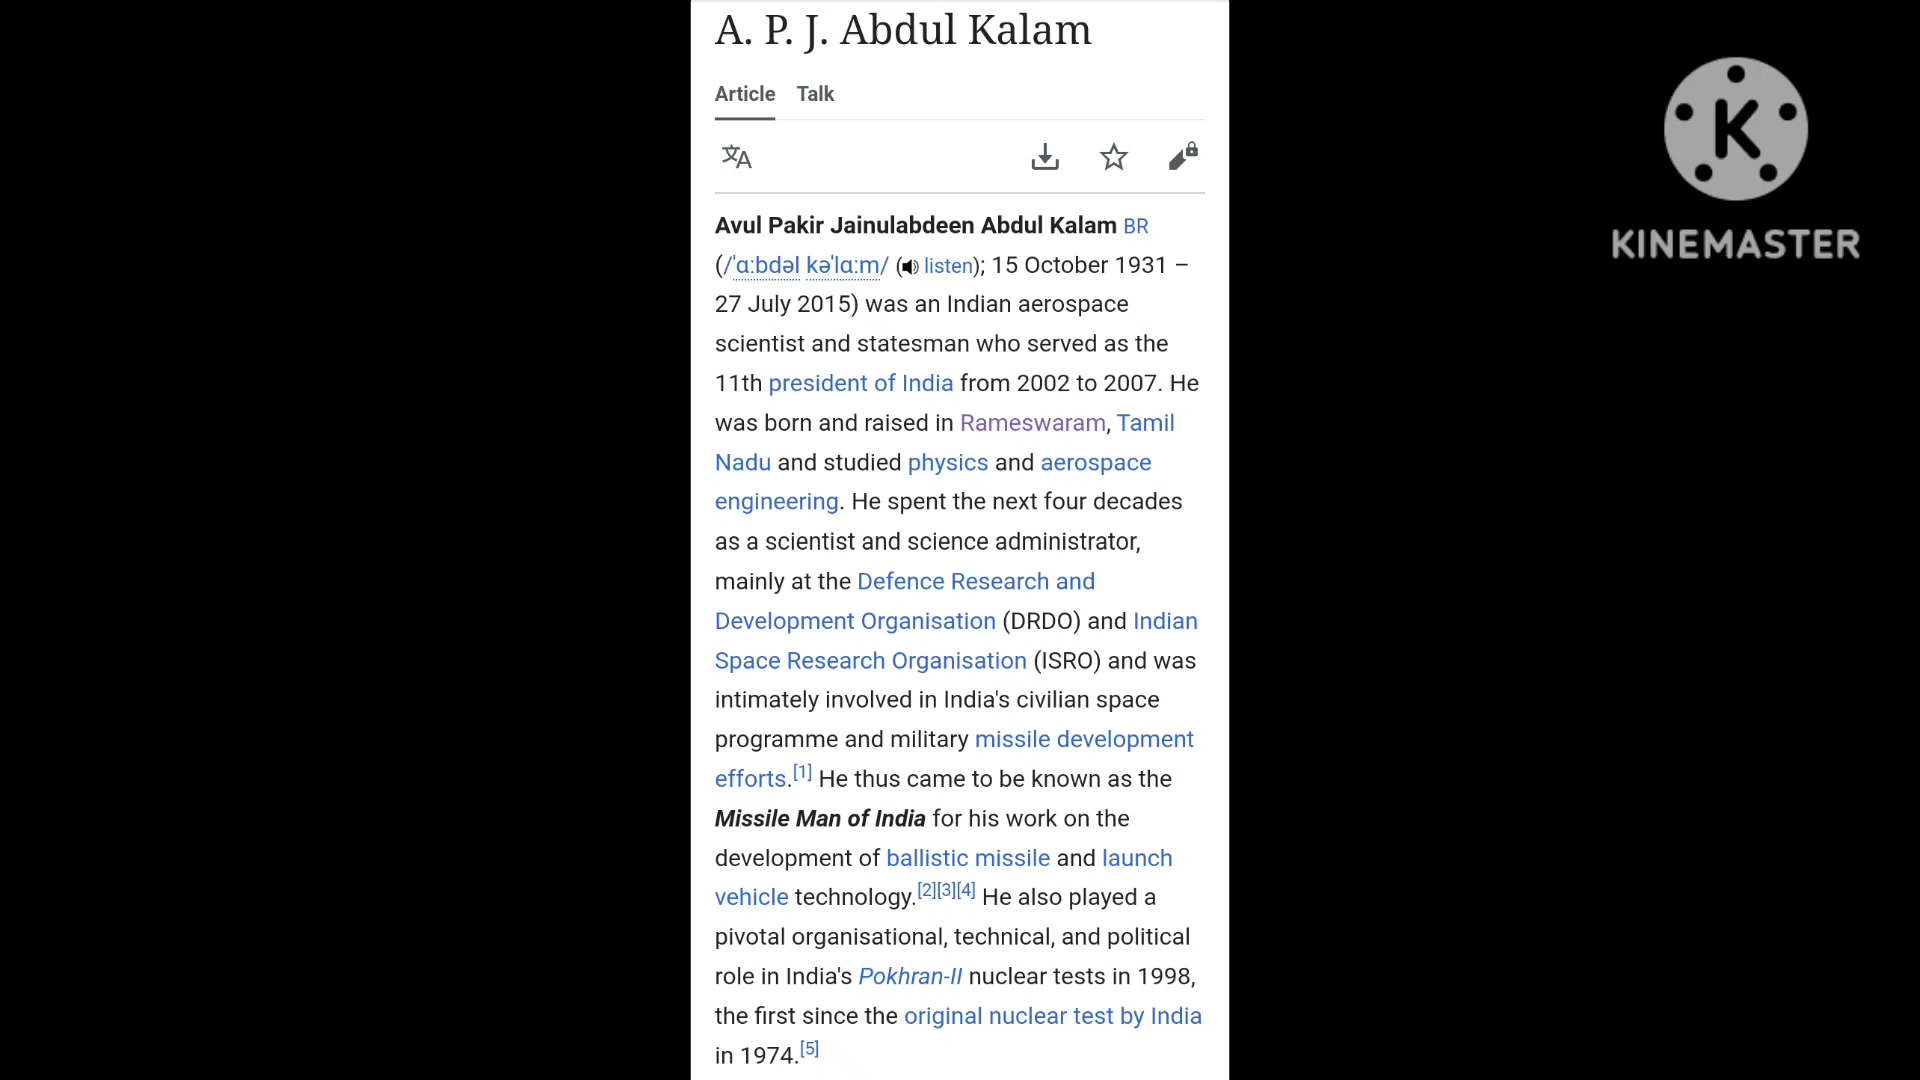 A. P. J. Abdul Kalam
Article Talk
文A
Avul Pakir Jainulabdeen Abdul Kalam BR
(/ˈɑːbdəl kəˈlɑːm/ (listen); 15 October 1931 –
27 July 2015) was an Indian aerospace
scientist and statesman who served as the
11th president of India from 2002 to 2007. He
was born and raised in Rameswaram, Tamil
Nadu and studied physics and aerospace
engineering. He spent the next four decades
as a scientist and science administrator,
mainly at the Defence Research and
Development Organisation (DRDO) and Indian
Space Research Organisation (ISRO) and was
intimately involved in India's civilian space
programme and military missile development
efforts.[1] He thus came to be known as the
Missile Man of India for his work on the
development of ballistic missile and launch
vehicle technology.[2][3][4] He also played a
pivotal organisational, technical, and political
role in India's Pokhran-II nuclear tests in 1998,
the first since the original nuclear test by India
in 1974.[5]
K
KINEMASTER